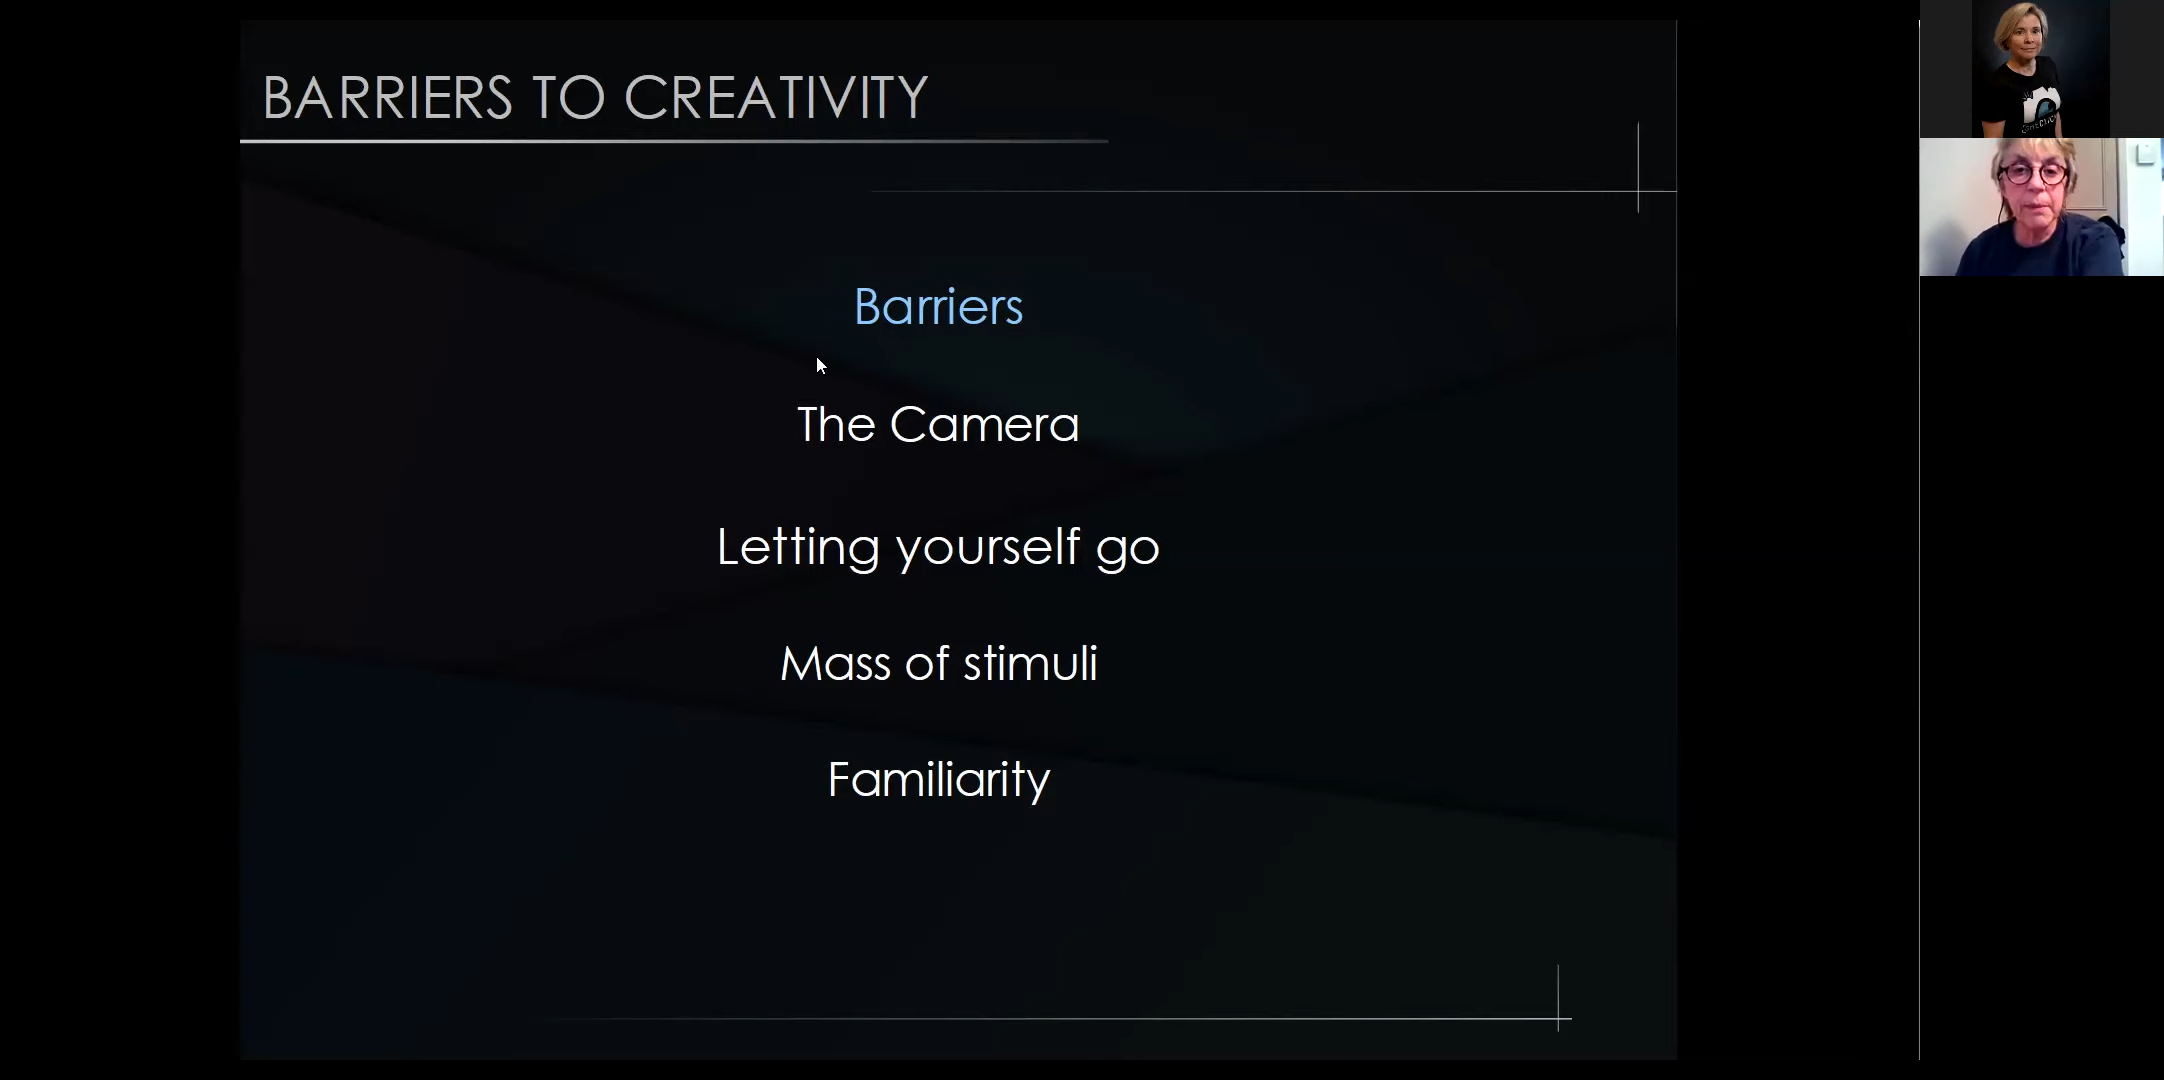 BARRIERS TO CREATIVITY
Barriers
The Camera
Letting yourself go
Mass of stimuli
Familiarity